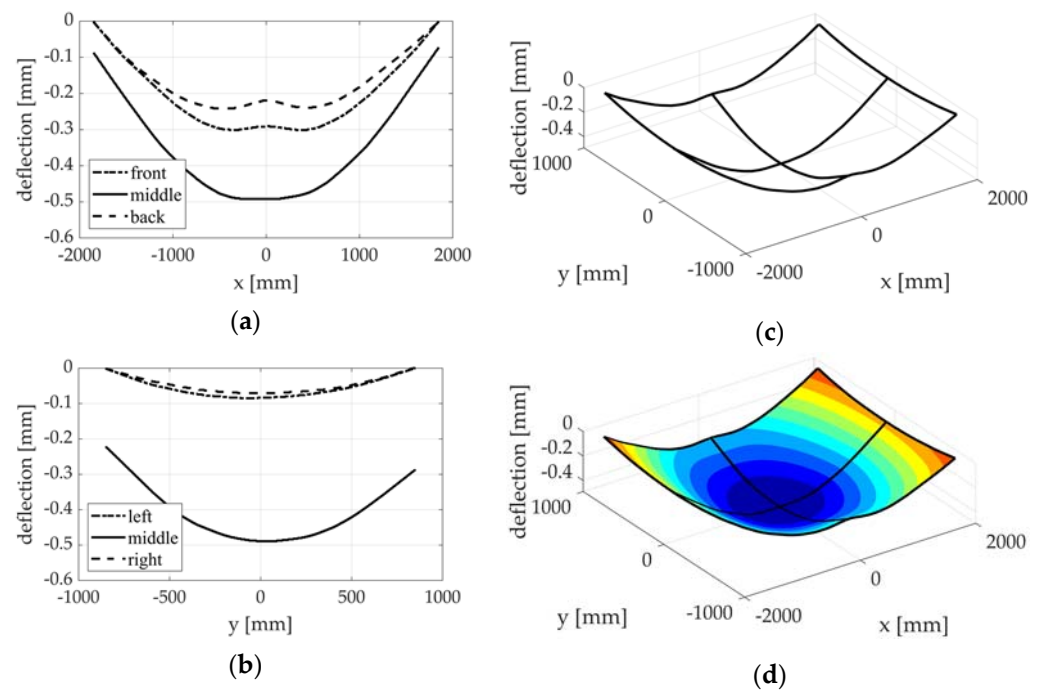 0
-0.1
-0.2
-0.3
-0.4
-0.5
-0.6
deflection [mm]
front
middle
back
-2000
-1000
0
1000
2000
x [mm]
(a)
0
-0.2
-0.4
deflection [mm]
1000
0
-1000
y [mm]
-2000
0
2000
x [mm]
(c)
0
-0.1
-0.2
-0.3
-0.4
-0.5
-0.6
deflection [mm]
left
middle
right
-1000
-500
0
500
1000
y [mm]
(b)
0
-0.2
-0.4
deflection [mm]
1000
0
-1000
y [mm]
-2000
0
2000
x [mm]
(d)